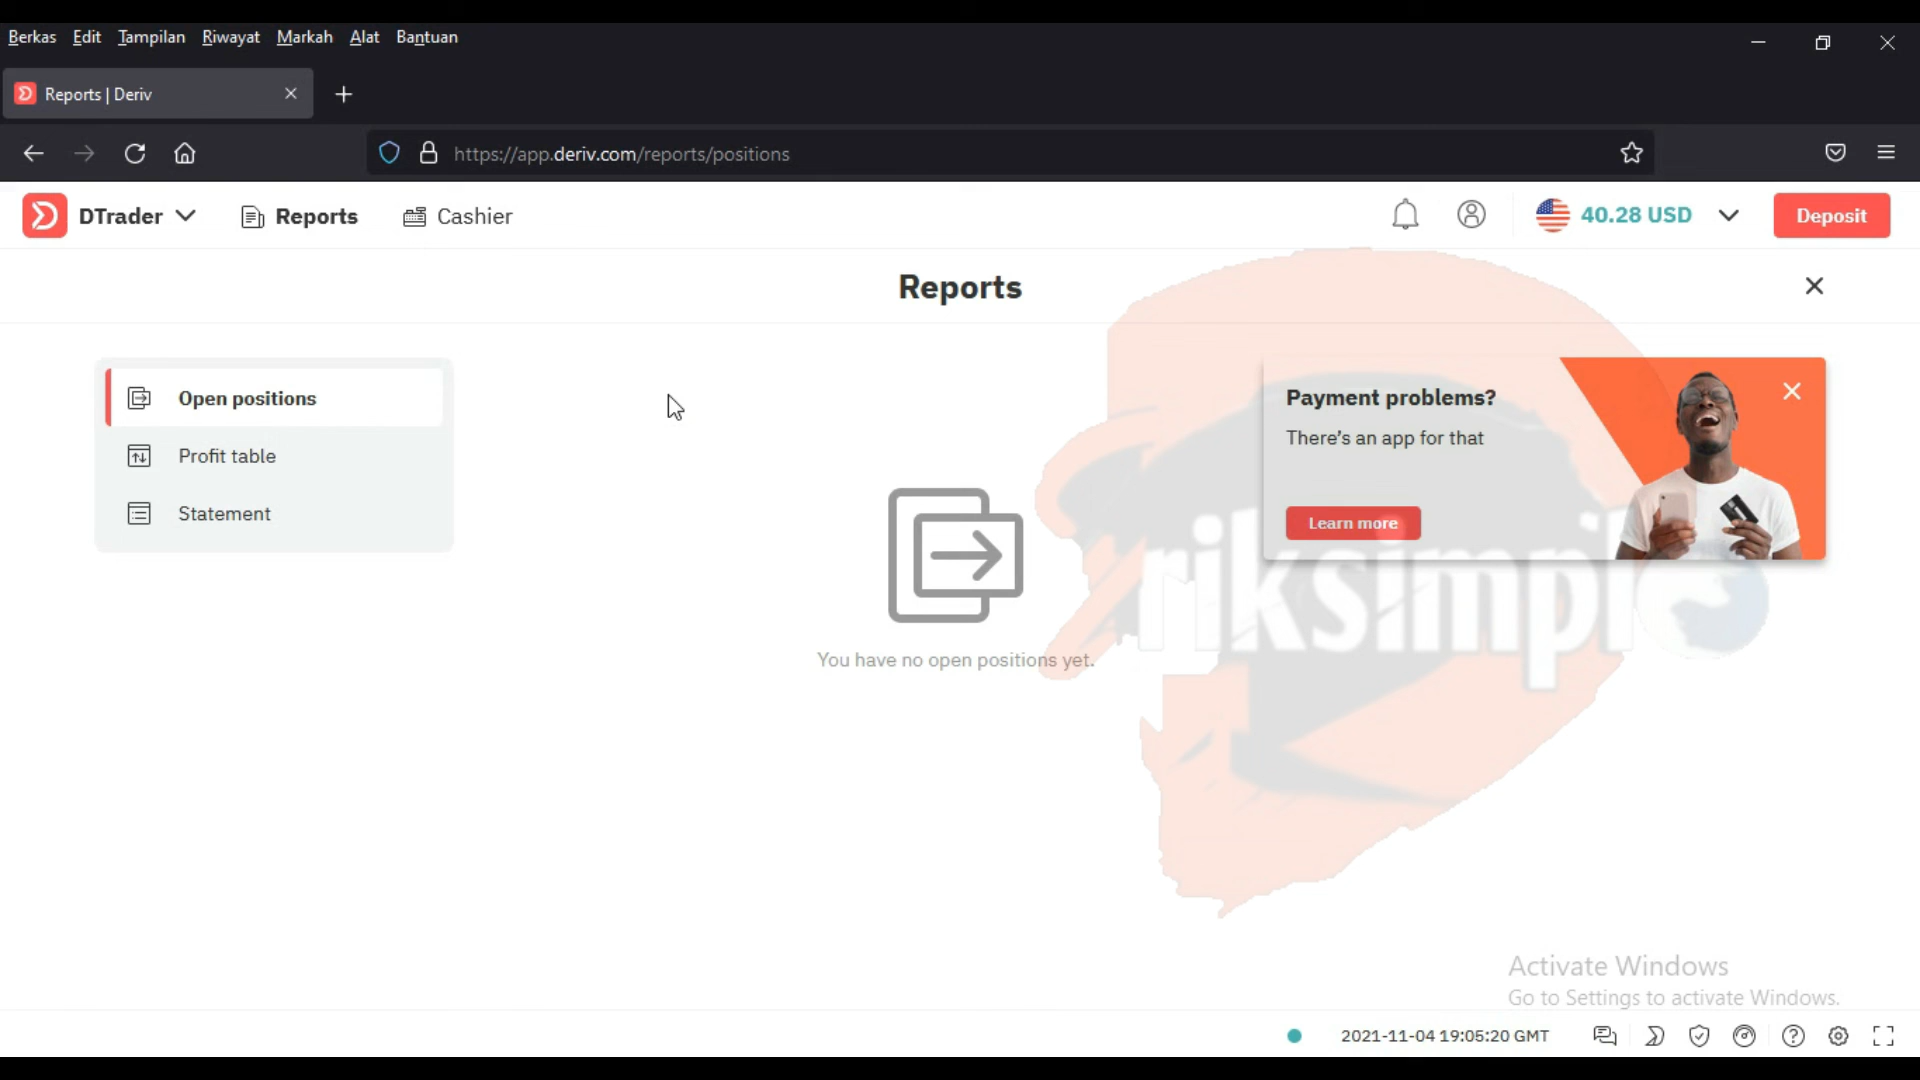 Berkas Edit Tampilan Riwayat Markah Alat Bantuan
Reports | Deriv
https://app.deriv.com/reports/positions
DTrader Reports Cashier 40.28 USD Deposit
Reports
Open positions
Profit table
Statement
Payment problems?
There's an app for that
Learn more
riksimple
You have no open positions yet.
Activate Windows
Go to Settings to activate Windows.
2021-11-04 19:05:20 GMT